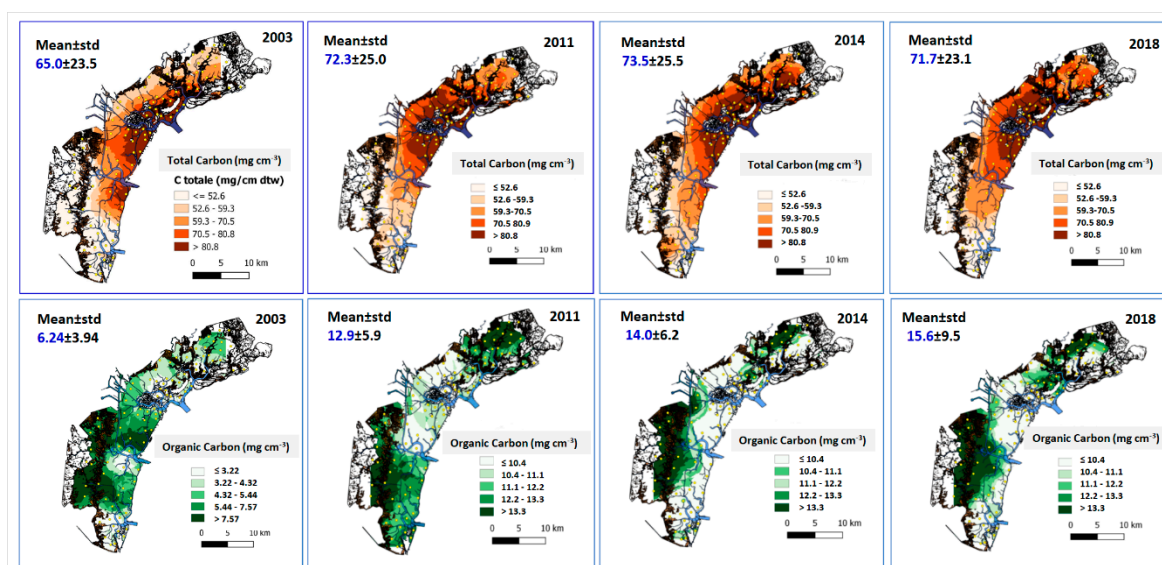 Mean±std
65.0±23.5
2003
Total Carbon (mg cm⁻³)
C totale (mg/cm dtw)
<= 52.6
52.6 - 59.3
59.3 - 70.5
70.5 - 80.8
> 80.8
0 5 10 km
Mean±std
72.3±25.0
2011
Total Carbon (mg cm⁻³)
≤ 52.6
52.6 -59.3
59.3-70.5
70.5 80.9
> 80.8
0 5 10 km
Mean±std
73.5±25.5
2014
Total Carbon (mg cm⁻³)
≤ 52.6
52.6 -59.3
59.3-70.5
70.5 80.9
> 80.8
0 5 10 km
Mean±std
71.7±23.1
2018
Total Carbon (mg cm⁻³)
≤ 52.6
52.6 -59.3
59.3-70.5
70.5 80.9
> 80.8
0 5 10 km
Mean±std
6.24±3.94
2003
Organic Carbon (mg cm⁻³)
≤ 3.22
3.22 - 4.32
4.32 - 5.44
5.44 - 7.57
> 7.57
0 5 10 km
Mean±std
12.9±5.9
2011
Organic Carbon (mg cm⁻³)
≤ 10.4
10.4 - 11.1
11.1 - 12.2
12.2 - 13.3
> 13.3
0 5 10 km
Mean±std
14.0±6.2
2014
Organic Carbon (mg cm⁻³)
≤ 10.4
10.4 - 11.1
11.1 - 12.2
12.2 - 13.3
> 13.3
0 5 10 km
Mean±std
15.6±9.5
2018
Organic Carbon (mg cm⁻³)
≤ 10.4
10.4 - 11.1
11.1 - 12.2
12.2 - 13.3
> 13.3
0 5 10 km